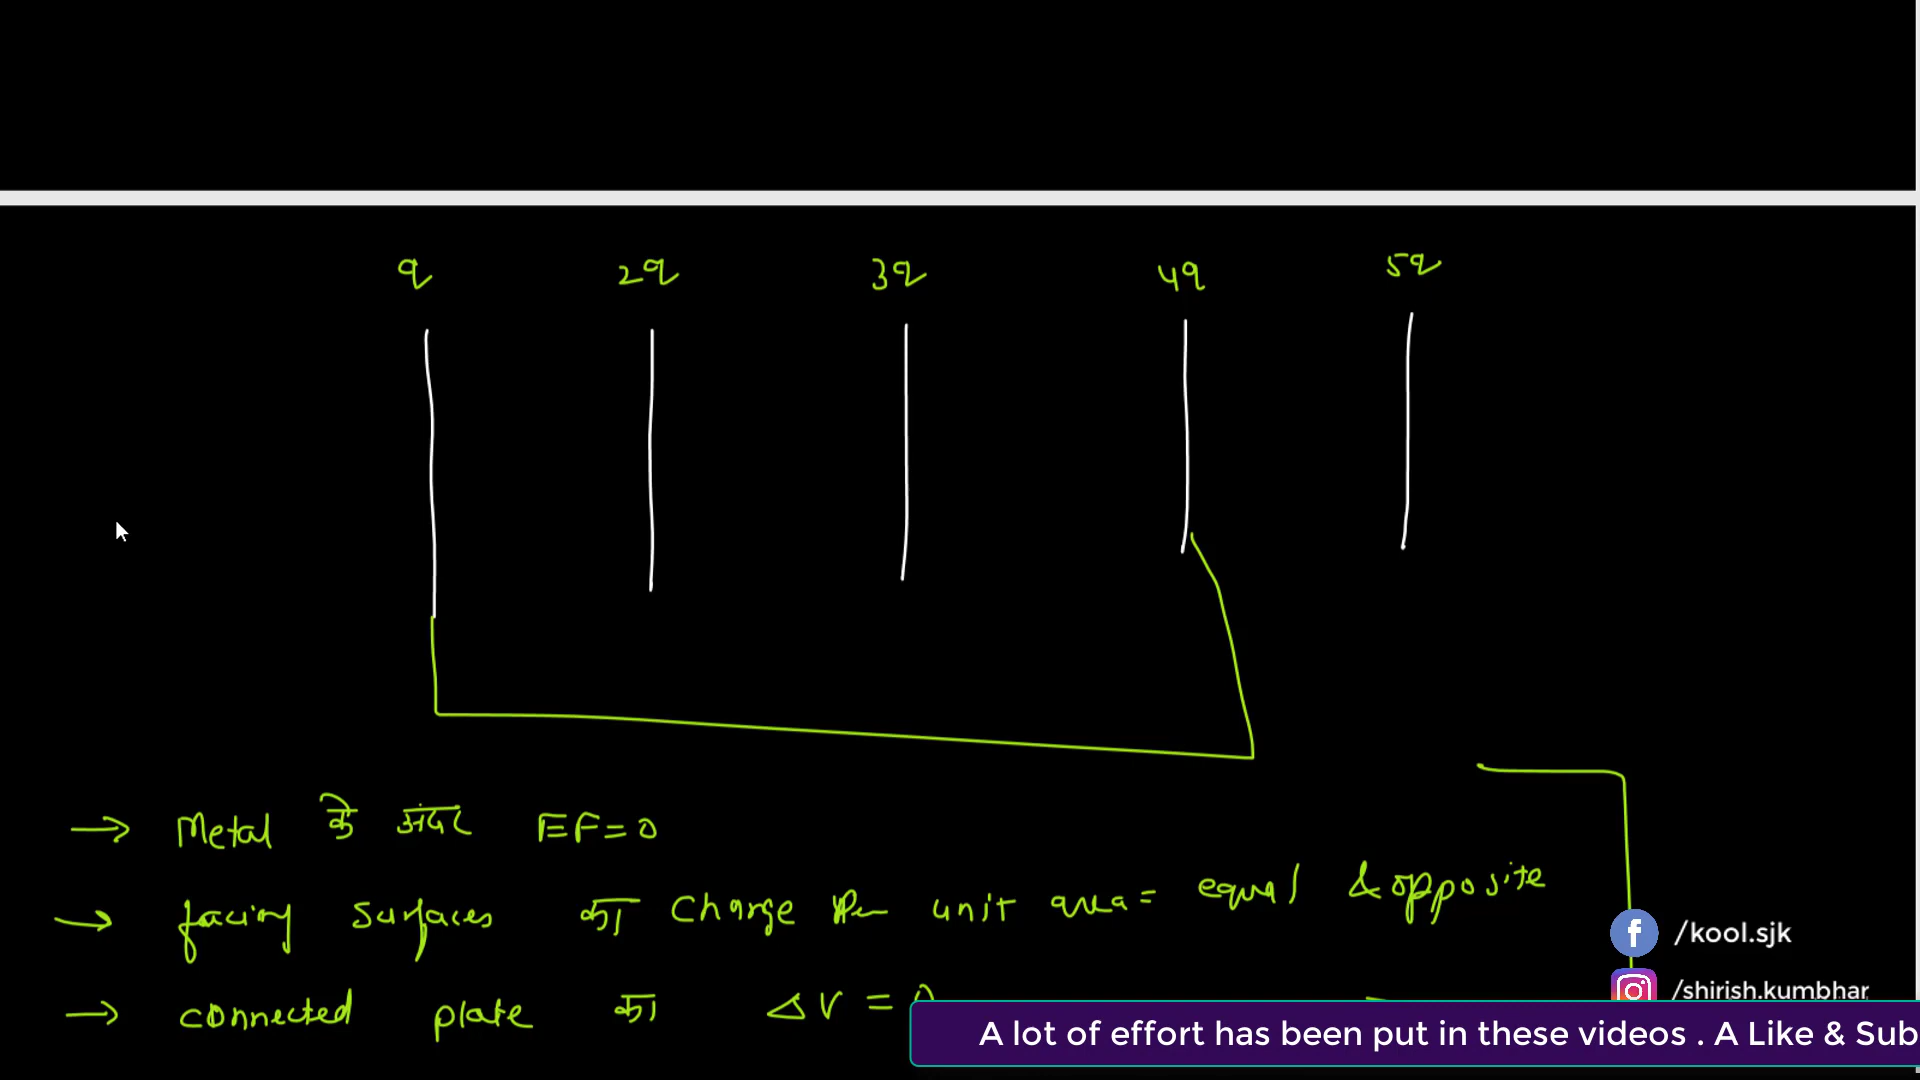 q 2q 3q 4q 5q
→ Metal के अंदर EF=0
→ facing surfaces का charge Per unit area = equal & opposite
/kool.sjk
→ connected plate का ΔV = 0
/shirish.kumbhar
A lot of effort has been put in these videos . A Like & Sub